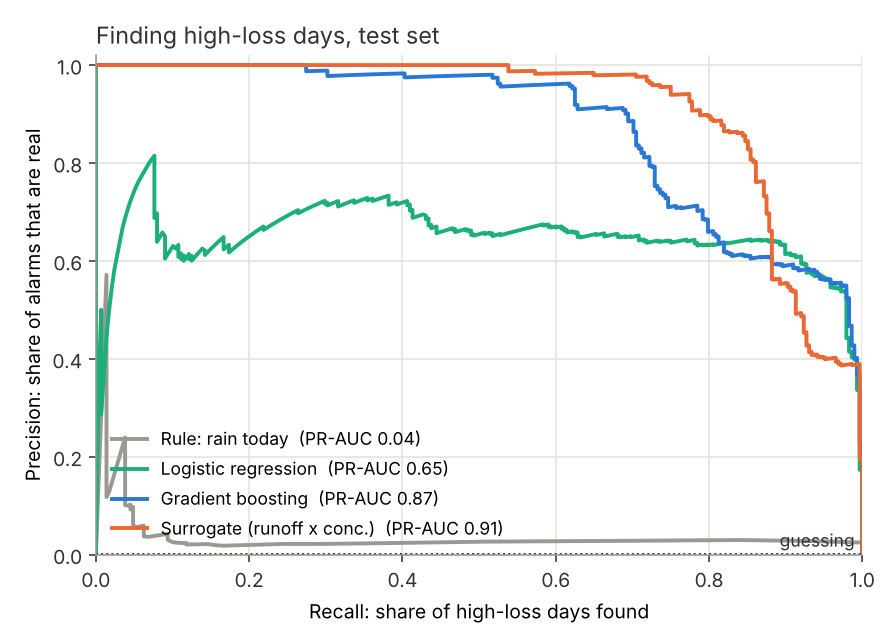 Finding high-loss days, test set
Precision: share of alarms that are real
1.0
0.8
0.6
0.4
0.2
0.0
Rule: rain today (PR-AUC 0.04)
Logistic regression (PR-AUC 0.65)
Gradient boosting (PR-AUC 0.87)
Surrogate (runoff x conc.) (PR-AUC 0.91)
guessing
0.0 0.2 0.4 0.6 0.8 1.0
Recall: share of high-loss days found